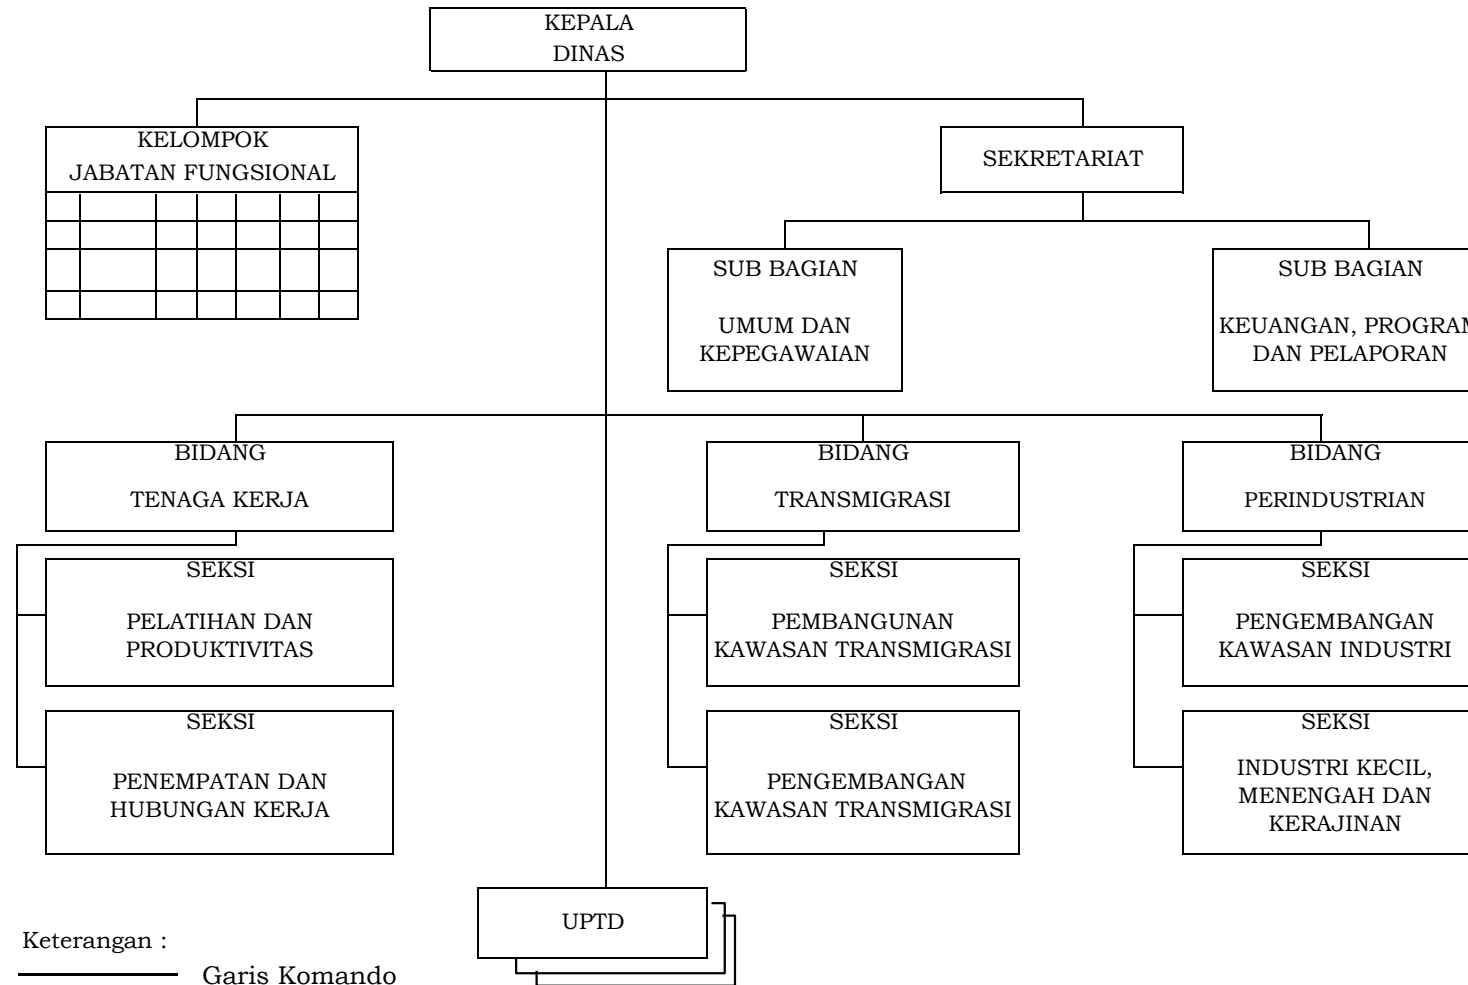 KEPALA
DINAS
KELOMPOK
JABATAN FUNGSIONAL
SEKRETARIAT
SUB BAGIAN
UMUM DAN
KEPEGAWAIAN
SUB BAGIAN
KEUANGAN, PROGRAM
DAN PELAPORAN
BIDANG
TENAGA KERJA
BIDANG
TRANSMIGRASI
BIDANG
PERINDUSTRIAN
SEKSI
PELATIHAN DAN
PRODUKTIVITAS
SEKSI
PEMBANGUNAN
KAWASAN TRANSMIGRASI
SEKSI
PENGEMBANGAN
KAWASAN INDUSTRI
SEKSI
PENEMPATAN DAN
HUBUNGAN KERJA
SEKSI
PENGEMBANGAN
KAWASAN TRANSMIGRASI
SEKSI
INDUSTRI KECIL,
MENENGAH DAN
KERAJINAN
UPTD
Keterangan :
Garis Komando